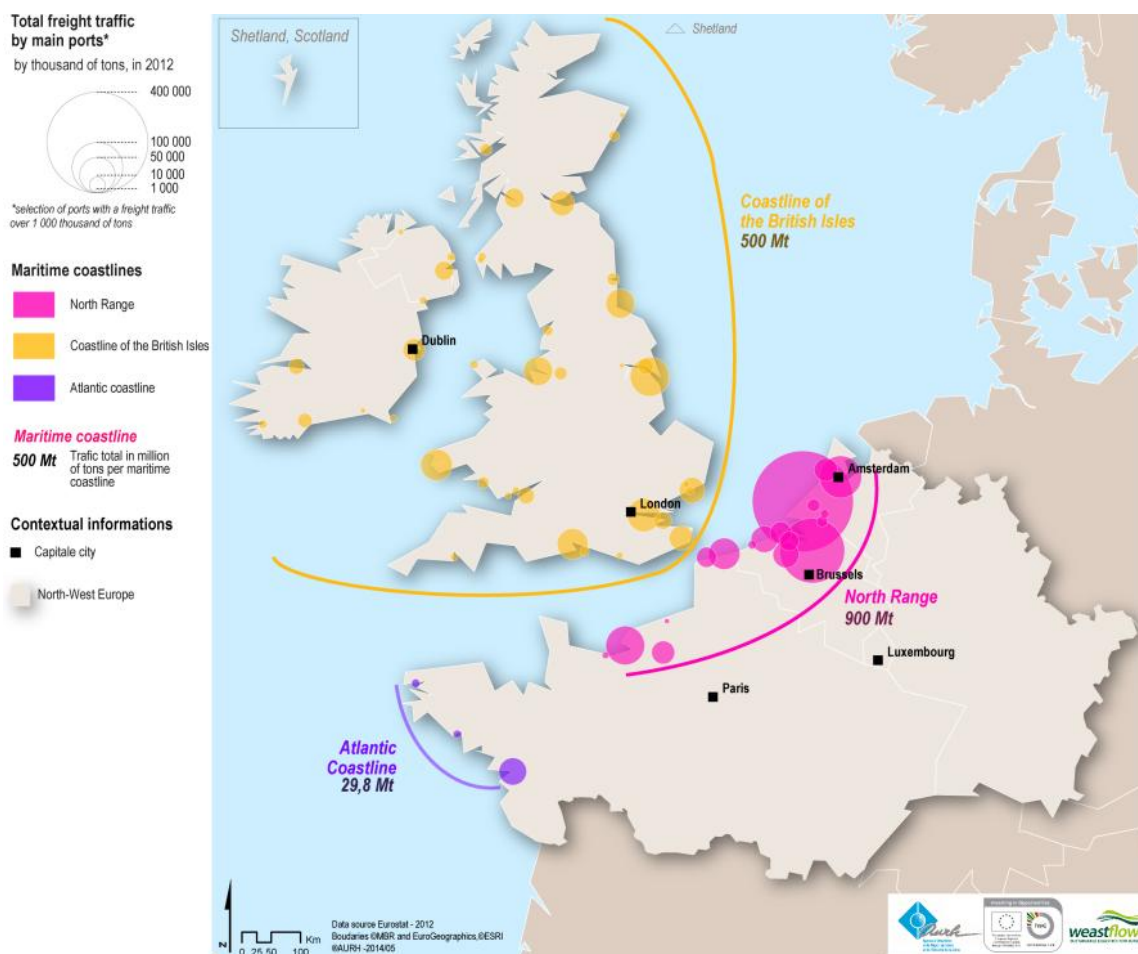 Total freight traffic
by main ports*
by thousand of tons, in 2012
400 000
100 000
50 000
10 000
1 000
*selection of ports with a freight traffic
over 1 000 thousand of tons
Maritime coastlines
North Range
Coastline of the British Isles
Atlantic coastline
Maritime coastline
500 Mt
Trafic total in million
of tons per maritime
coastline
Contextual informations
Capitale city
North-West Europe
Shetland, Scotland
Shetland
Coastline of
the British Isles
500 Mt
Dublin
London
Amsterdam
Brussels
North Range
900 Mt
Luxembourg
Paris
Atlantic
Coastline
29,8 Mt
N
0 25 50 100
Km
Data source Eurostat - 2012
Boudaries ©MBR and EuroGeographics,©ESRI
©AURH -2014/05
aurh
weastflow